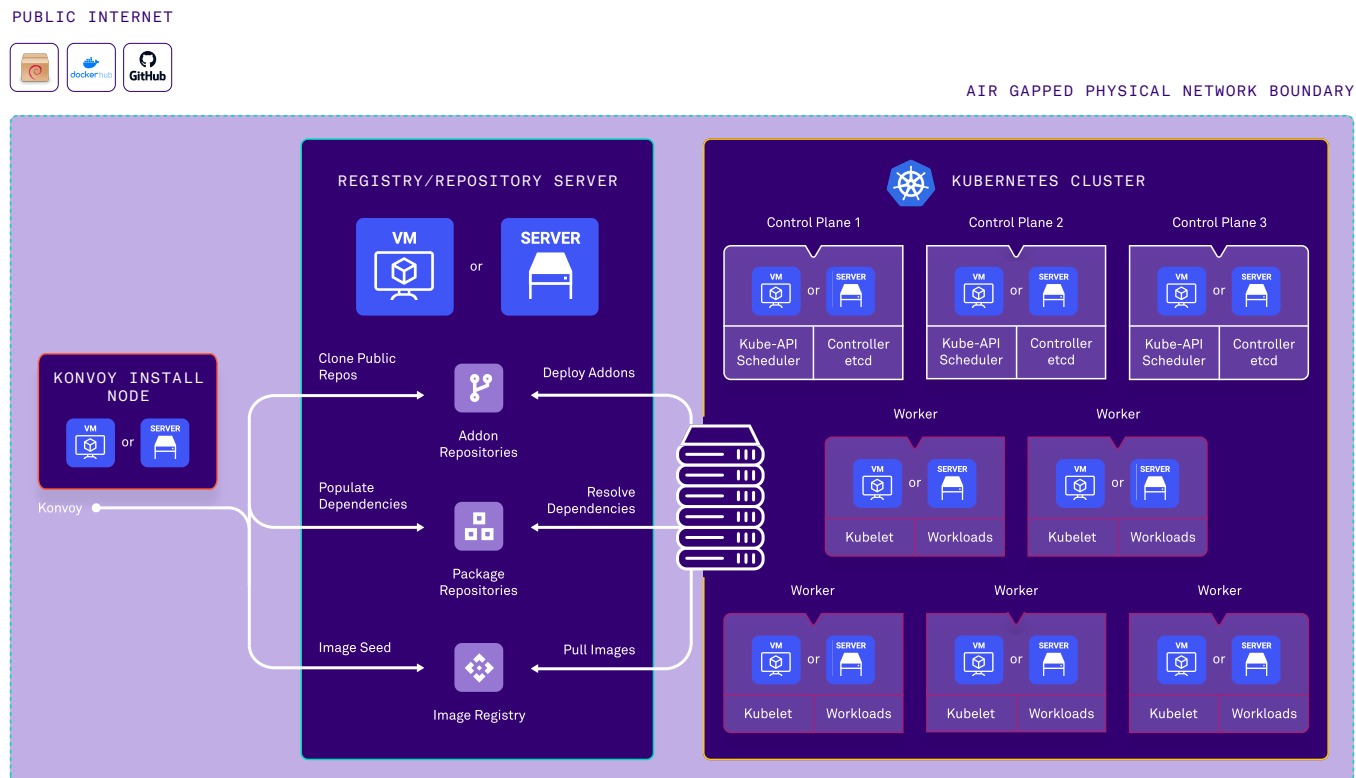 PUBLIC INTERNET
dockerhub
GitHub
AIR GAPPED PHYSICAL NETWORK BOUNDARY
KONVOY INSTALL
NODE
VM
or
SERVER
Konvoy
REGISTRY/REPOSITORY SERVER
VM
or
SERVER
Clone Public
Repos
Deploy Addons
Addon
Repositories
Populate
Dependencies
Resolve
Dependencies
Package
Repositories
Image Seed
Pull Images
Image Registry
KUBERNETES CLUSTER
Control Plane 1
VM
or
SERVER
Kube-API
Scheduler
Controller
etcd
Control Plane 2
VM
or
SERVER
Kube-API
Scheduler
Controller
etcd
Control Plane 3
VM
or
SERVER
Kube-API
Scheduler
Controller
etcd
Worker
VM
or
SERVER
Kubelet
Workloads
Worker
VM
or
SERVER
Kubelet
Workloads
Worker
VM
or
SERVER
Kubelet
Workloads
Worker
VM
or
SERVER
Kubelet
Workloads
Worker
VM
or
SERVER
Kubelet
Workloads